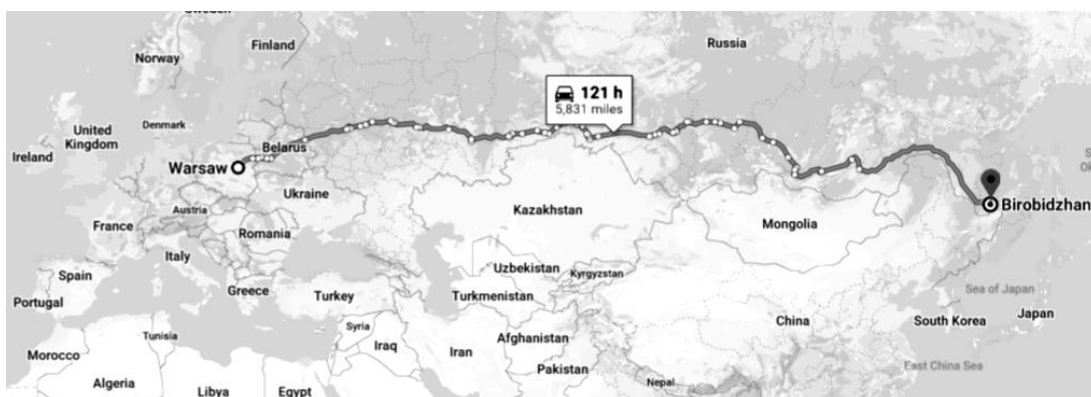 Sweden
Norway
Finland
Russia
121 h
5,831 miles
United
Kingdom
Denmark
Ireland
Belarus
Warsaw
Ukraine
Birobidzhan
Austria
Kazakhstan
France
Romania
Mongolia
Italy
Uzbekistan
Kyrgyzstan
Spain
Greece
Turkey
Turkmenistan
Sea of Japan
Portugal
China
South Korea
Japan
Tunisia
Syria
Afghanistan
Morocco
Iraq
Iran
East China Sea
Pakistan
Algeria
Libya
Egypt
Nepal